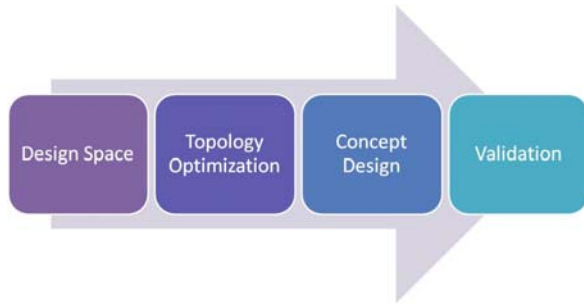 Design Space
Topology
Optimization
Concept
Design
Validation